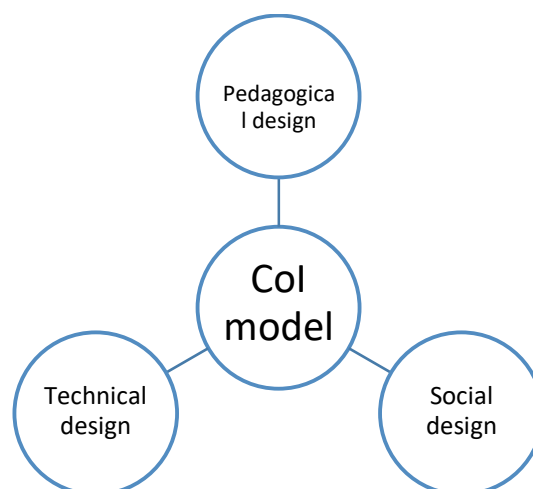 Pedagogica
l design
CoI
model
Technical
design
Social
design